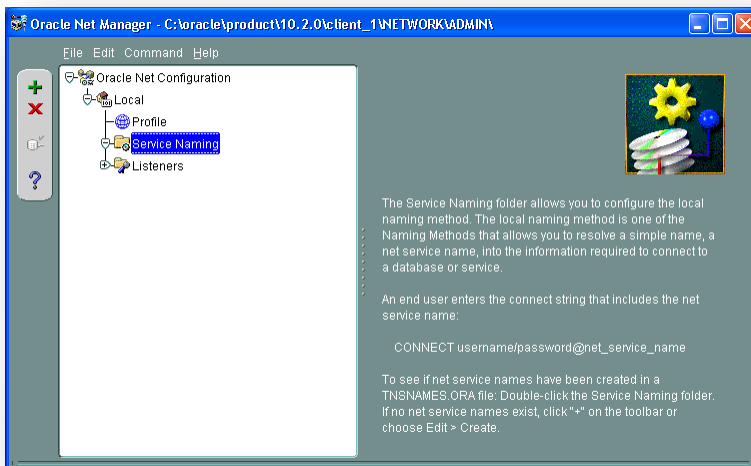 Oracle Net Manager - C:\oracle\product\10.2.0\client_1\NETWORK\ADMIN\
File Edit Command Help
Oracle Net Configuration
Local
Profile
Service Naming
Listeners
The Service Naming folder allows you to configure the local
naming method. The local naming method is one of the
Naming Methods that allows you to resolve a simple name, a
net service name, into the information required to connect to
a database or service.
An end user enters the connect string that includes the net
service name:
CONNECT username/password@net_service_name
To see if net service names have been created in a
TNSNAMES.ORA file: Double-click the Service Naming folder.
If no net service names exist, click "+" on the toolbar or
choose Edit > Create.